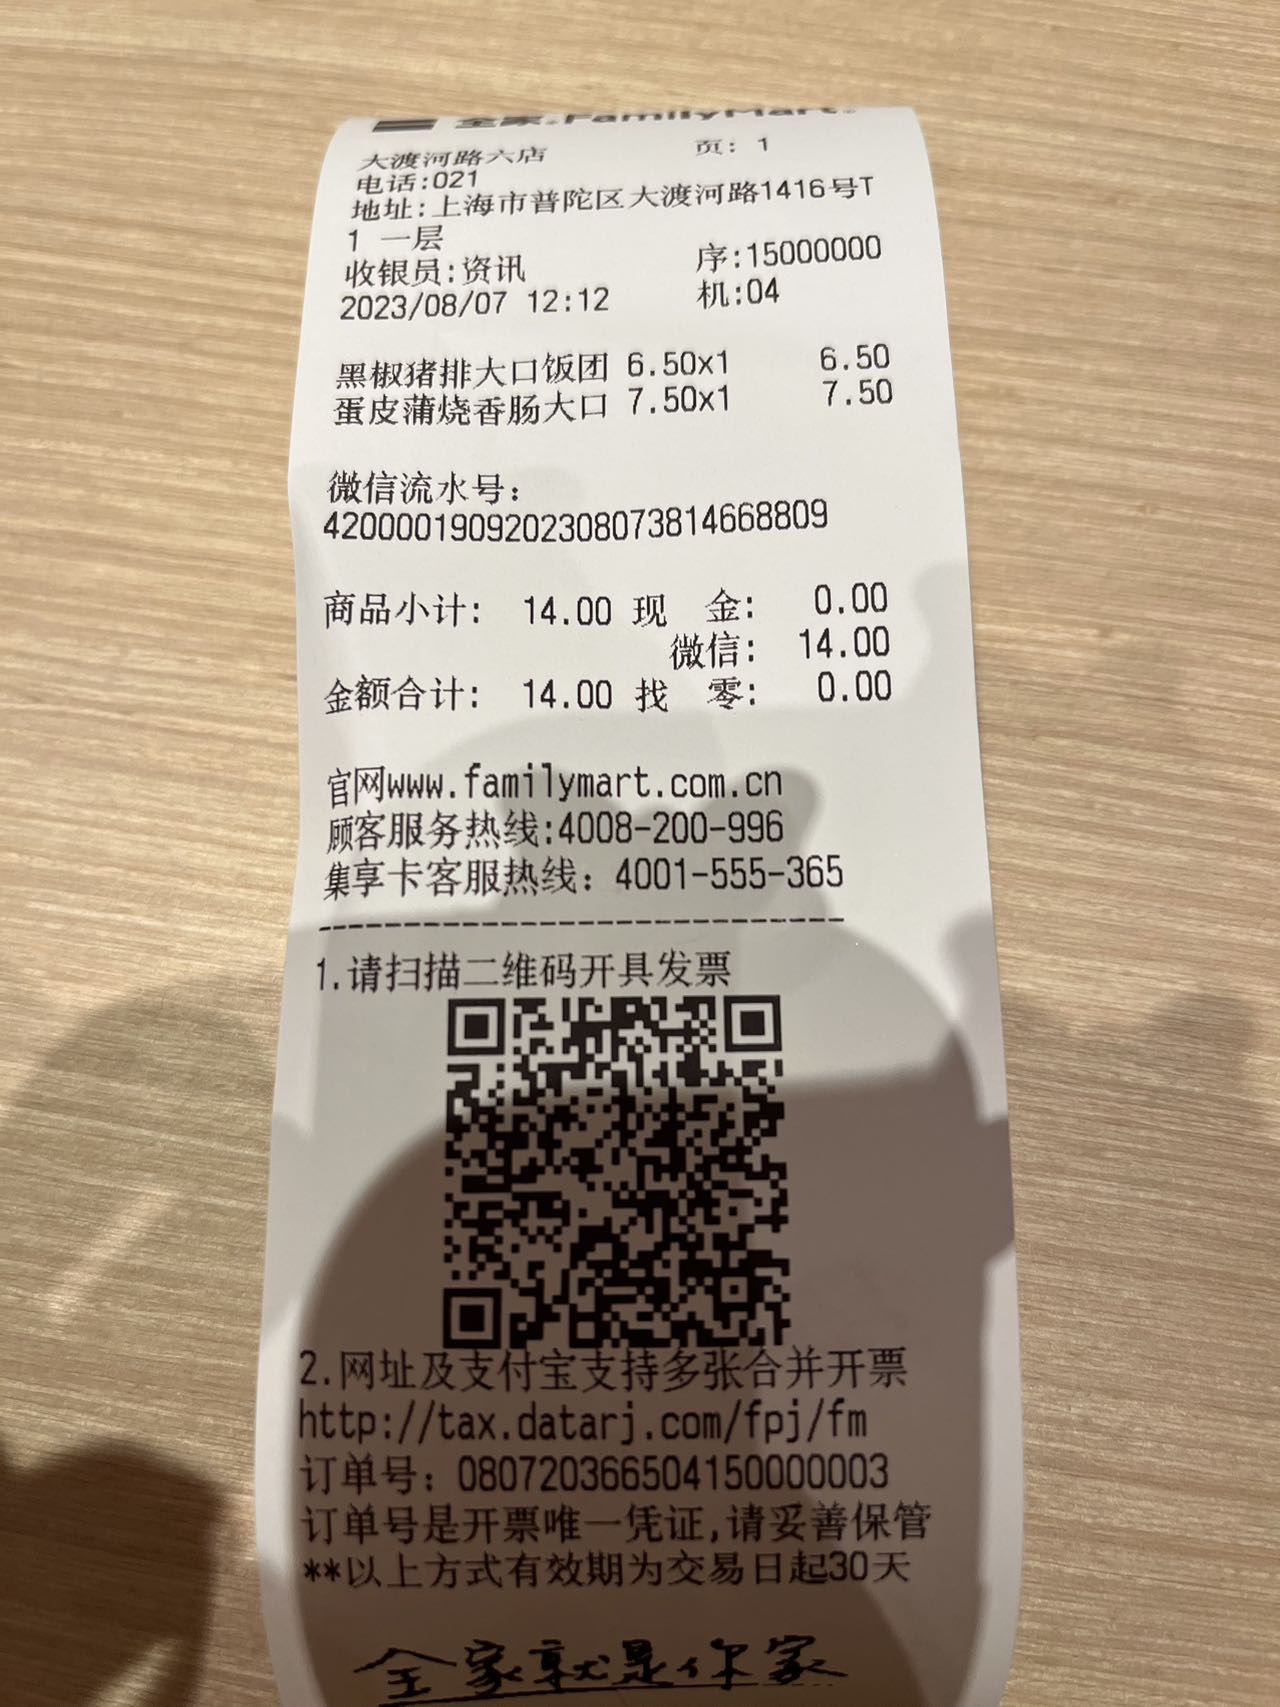 全家 FamilyMart
大渡河路六店 页: 1
电话:021
地址:上海市普陀区大渡河路1416号T
1 一层
收银员:资讯 序:15000000
2023/08/07 12:12 机:04
黑椒猪排大口饭团 6.50x1 6.50
蛋皮蒲烧香肠大口 7.50x1 7.50
微信流水号:
4200001909202308073814668809
商品小计: 14.00 现 金: 0.00
微信: 14.00
金额合计: 14.00 找 零: 0.00
官网www.familymart.com.cn
顾客服务热线:4008-200-996
集享卡客服热线: 4001-555-365
1.请扫描二维码开具发票
2.网址及支付宝支持多张合并开票
http://tax.datarj.com/fpj/fm
订单号: 080720366504150000003
订单号是开票唯一凭证,请妥善保管
**以上方式有效期为交易日起30天
全家就是你家